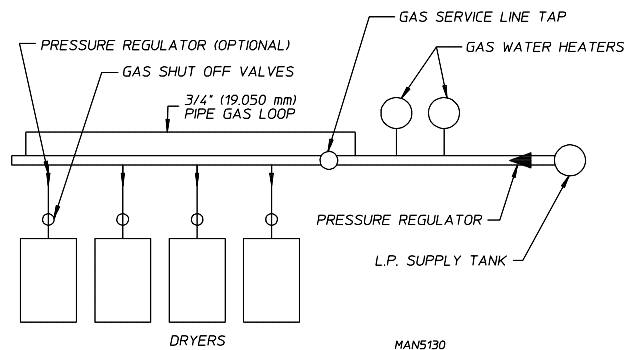 GAS SERVICE LINE TAP
PRESSURE REGULATOR (OPTIONAL)
GAS WATER HEATERS
GAS SHUT OFF VALVES
3/4" (19.050 mm)
PIPE GAS LOOP
PRESSURE REGULATOR
L.P. SUPPLY TANK
DRYERS
MAN5130